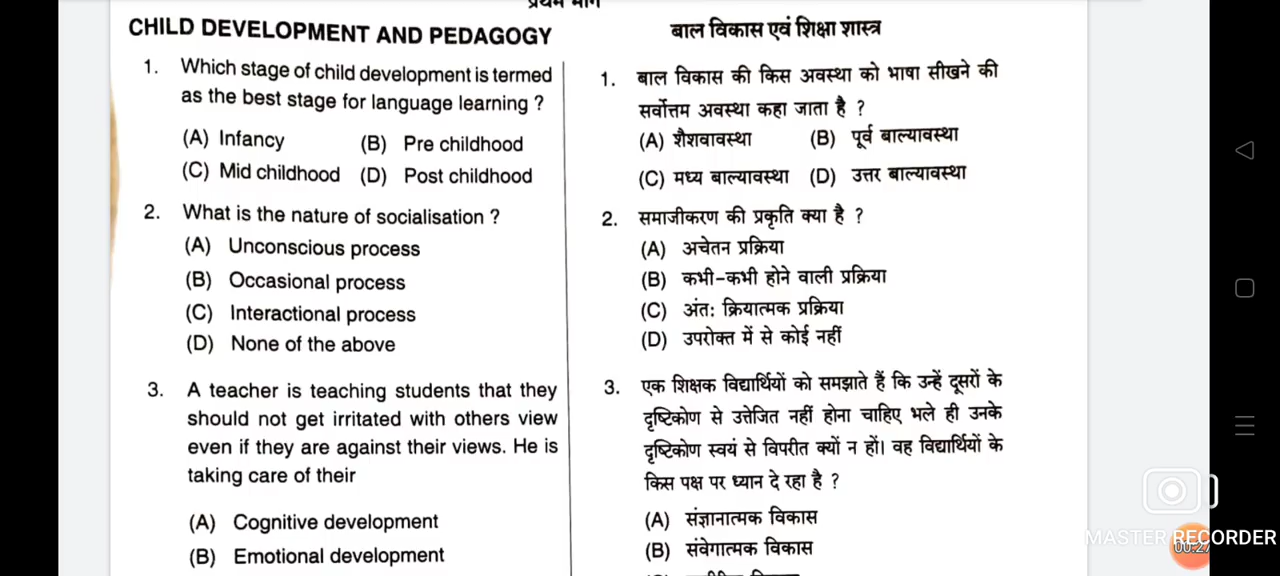 प्रथम भाग
CHILD DEVELOPMENT AND PEDAGOGY
1. Which stage of child development is termed
as the best stage for language learning ?
(A) Infancy (B) Pre childhood
(C) Mid childhood (D) Post childhood
2. What is the nature of socialisation ?
(A) Unconscious process
(B) Occasional process
(C) Interactional process
(D) None of the above
3. A teacher is teaching students that they
should not get irritated with others view
even if they are against their views. He is
taking care of their
(A) Cognitive development
(B) Emotional development
बाल विकास एवं शिक्षा शास्त्र
1. बाल विकास की किस अवस्था को भाषा सीखने की
सर्वोत्तम अवस्था कहा जाता है ?
(A) शैशवावस्था (B) पूर्व बाल्यावस्था
(C) मध्य बाल्यावस्था (D) उत्तर बाल्यावस्था
2. समाजीकरण की प्रकृति क्या है ?
(A) अचेतन प्रक्रिया
(B) कभी-कभी होने वाली प्रक्रिया
(C) अंत: क्रियात्मक प्रक्रिया
(D) उपरोक्त में से कोई नहीं
3. एक शिक्षक विद्यार्थियों को समझाते हैं कि उन्हें दूसरों के
दृष्टिकोण से उत्तेजित नहीं होना चाहिए भले ही उनके
दृष्टिकोण स्वयं से विपरीत क्यों न हों। वह विद्यार्थियों के
किस पक्ष पर ध्यान दे रहा है ?
(A) संज्ञानात्मक विकास
(B) संवेगात्मक विकास
MASTER RECORDER
00:27